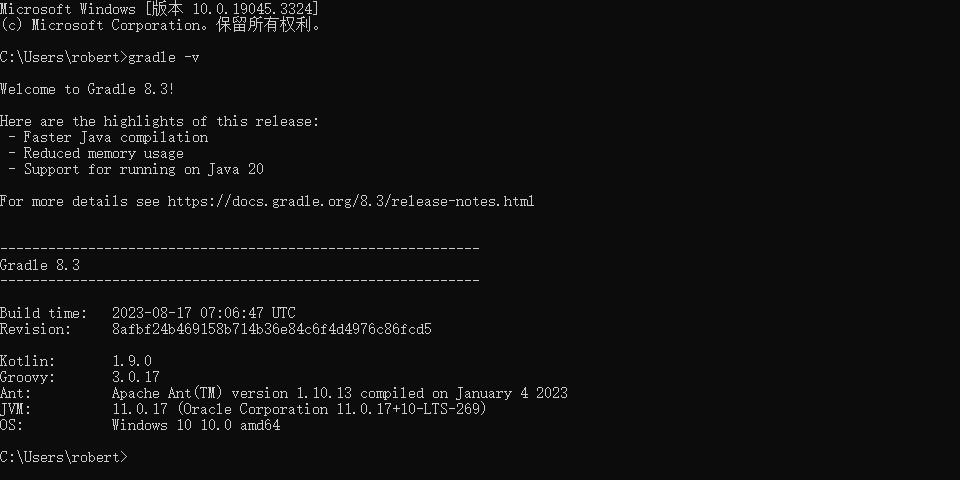 Microsoft Windows [版本 10.0.19045.3324]
(c) Microsoft Corporation。保留所有权利。
C:\Users\robert>gradle -v
Welcome to Gradle 8.3!
Here are the highlights of this release:
 - Faster Java compilation
 - Reduced memory usage
 - Support for running on Java 20
For more details see https://docs.gradle.org/8.3/release-notes.html
------------------------------------------------------------
Gradle 8.3
------------------------------------------------------------
Build time:   2023-08-17 07:06:47 UTC
Revision:     8afbf24b469158b714b36e84c6f4d4976c86fcd5
Kotlin:       1.9.0
Groovy:       3.0.17
Ant:          Apache Ant(TM) version 1.10.13 compiled on January 4 2023
JVM:          11.0.17 (Oracle Corporation 11.0.17+10-LTS-269)
OS:           Windows 10 10.0 amd64
C:\Users\robert>